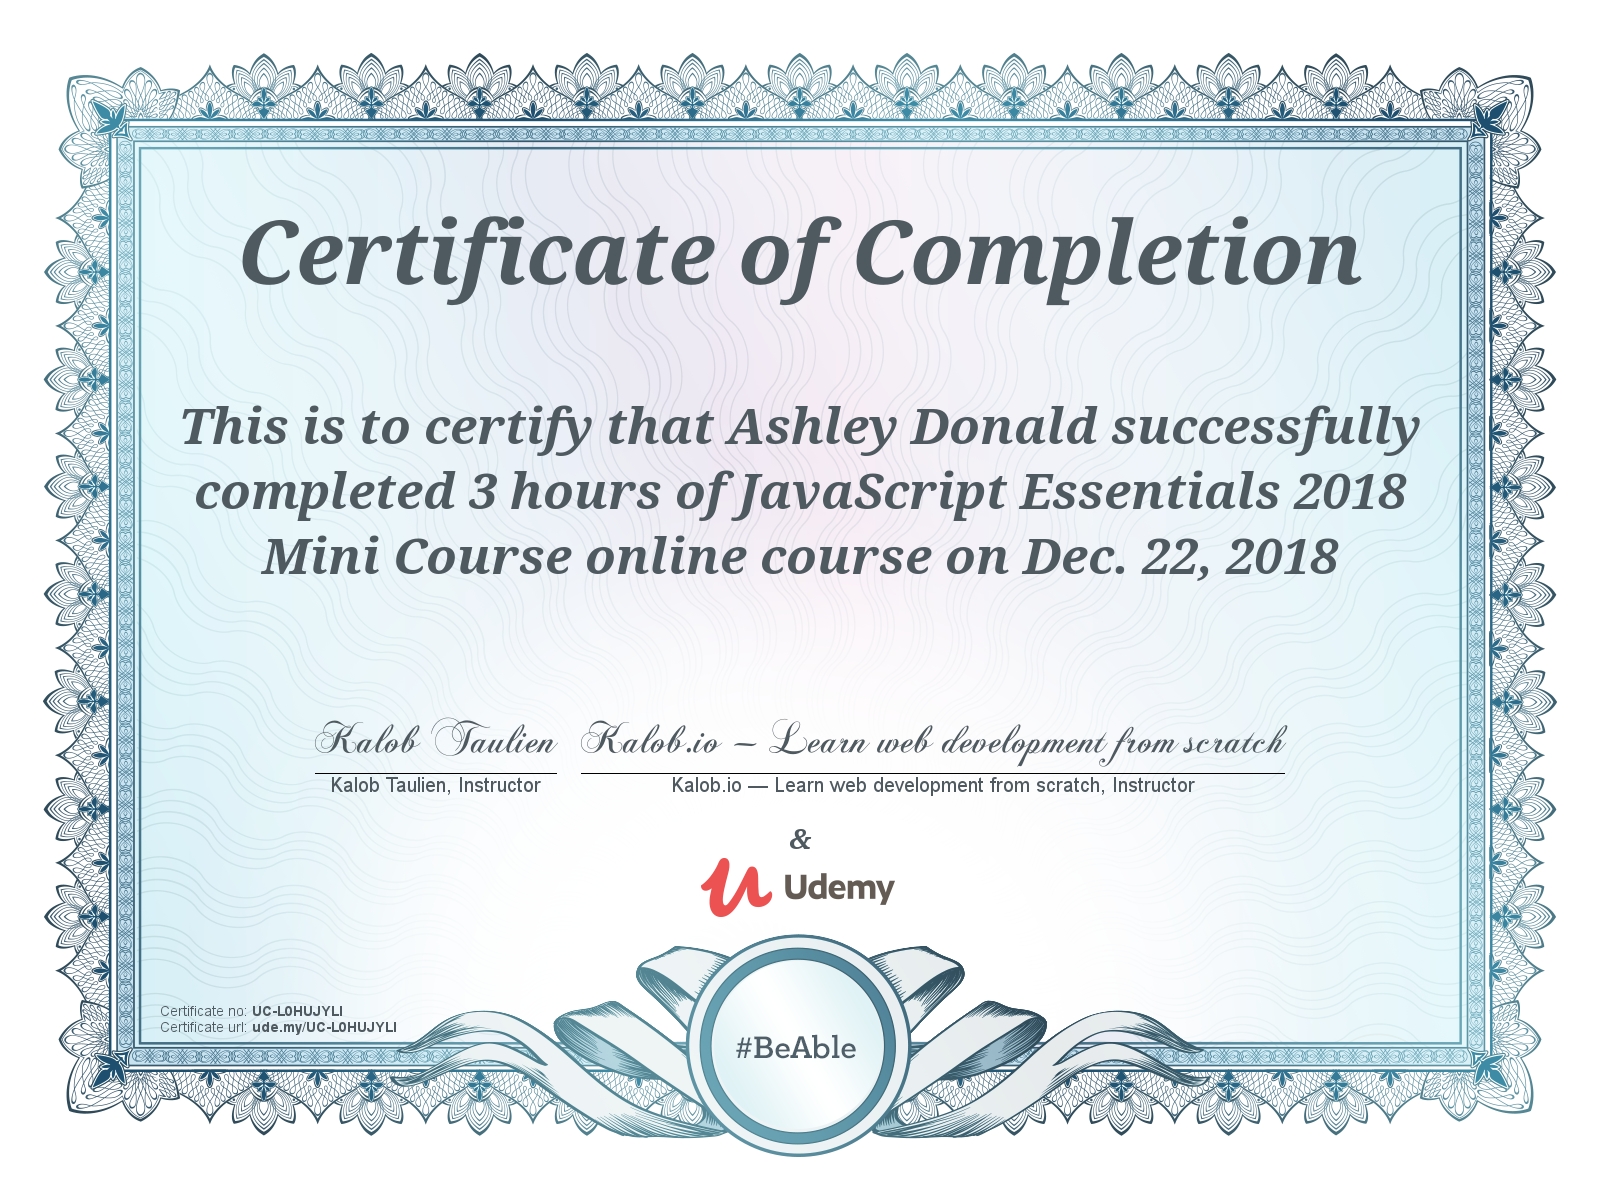 Certificate of Completion
This is to certify that Ashley Donald successfully
completed 3 hours of JavaScript Essentials 2018
Mini Course online course on Dec. 22, 2018
Kalob Taulien Kalob.io — Learn web development from scratch
Kalob Taulien, Instructor Kalob.io — Learn web development from scratch, Instructor
&
Udemy
Certificate no: UC-L0HUJYLI
Certificate url: ude.my/UC-L0HUJYLI
#BeAble